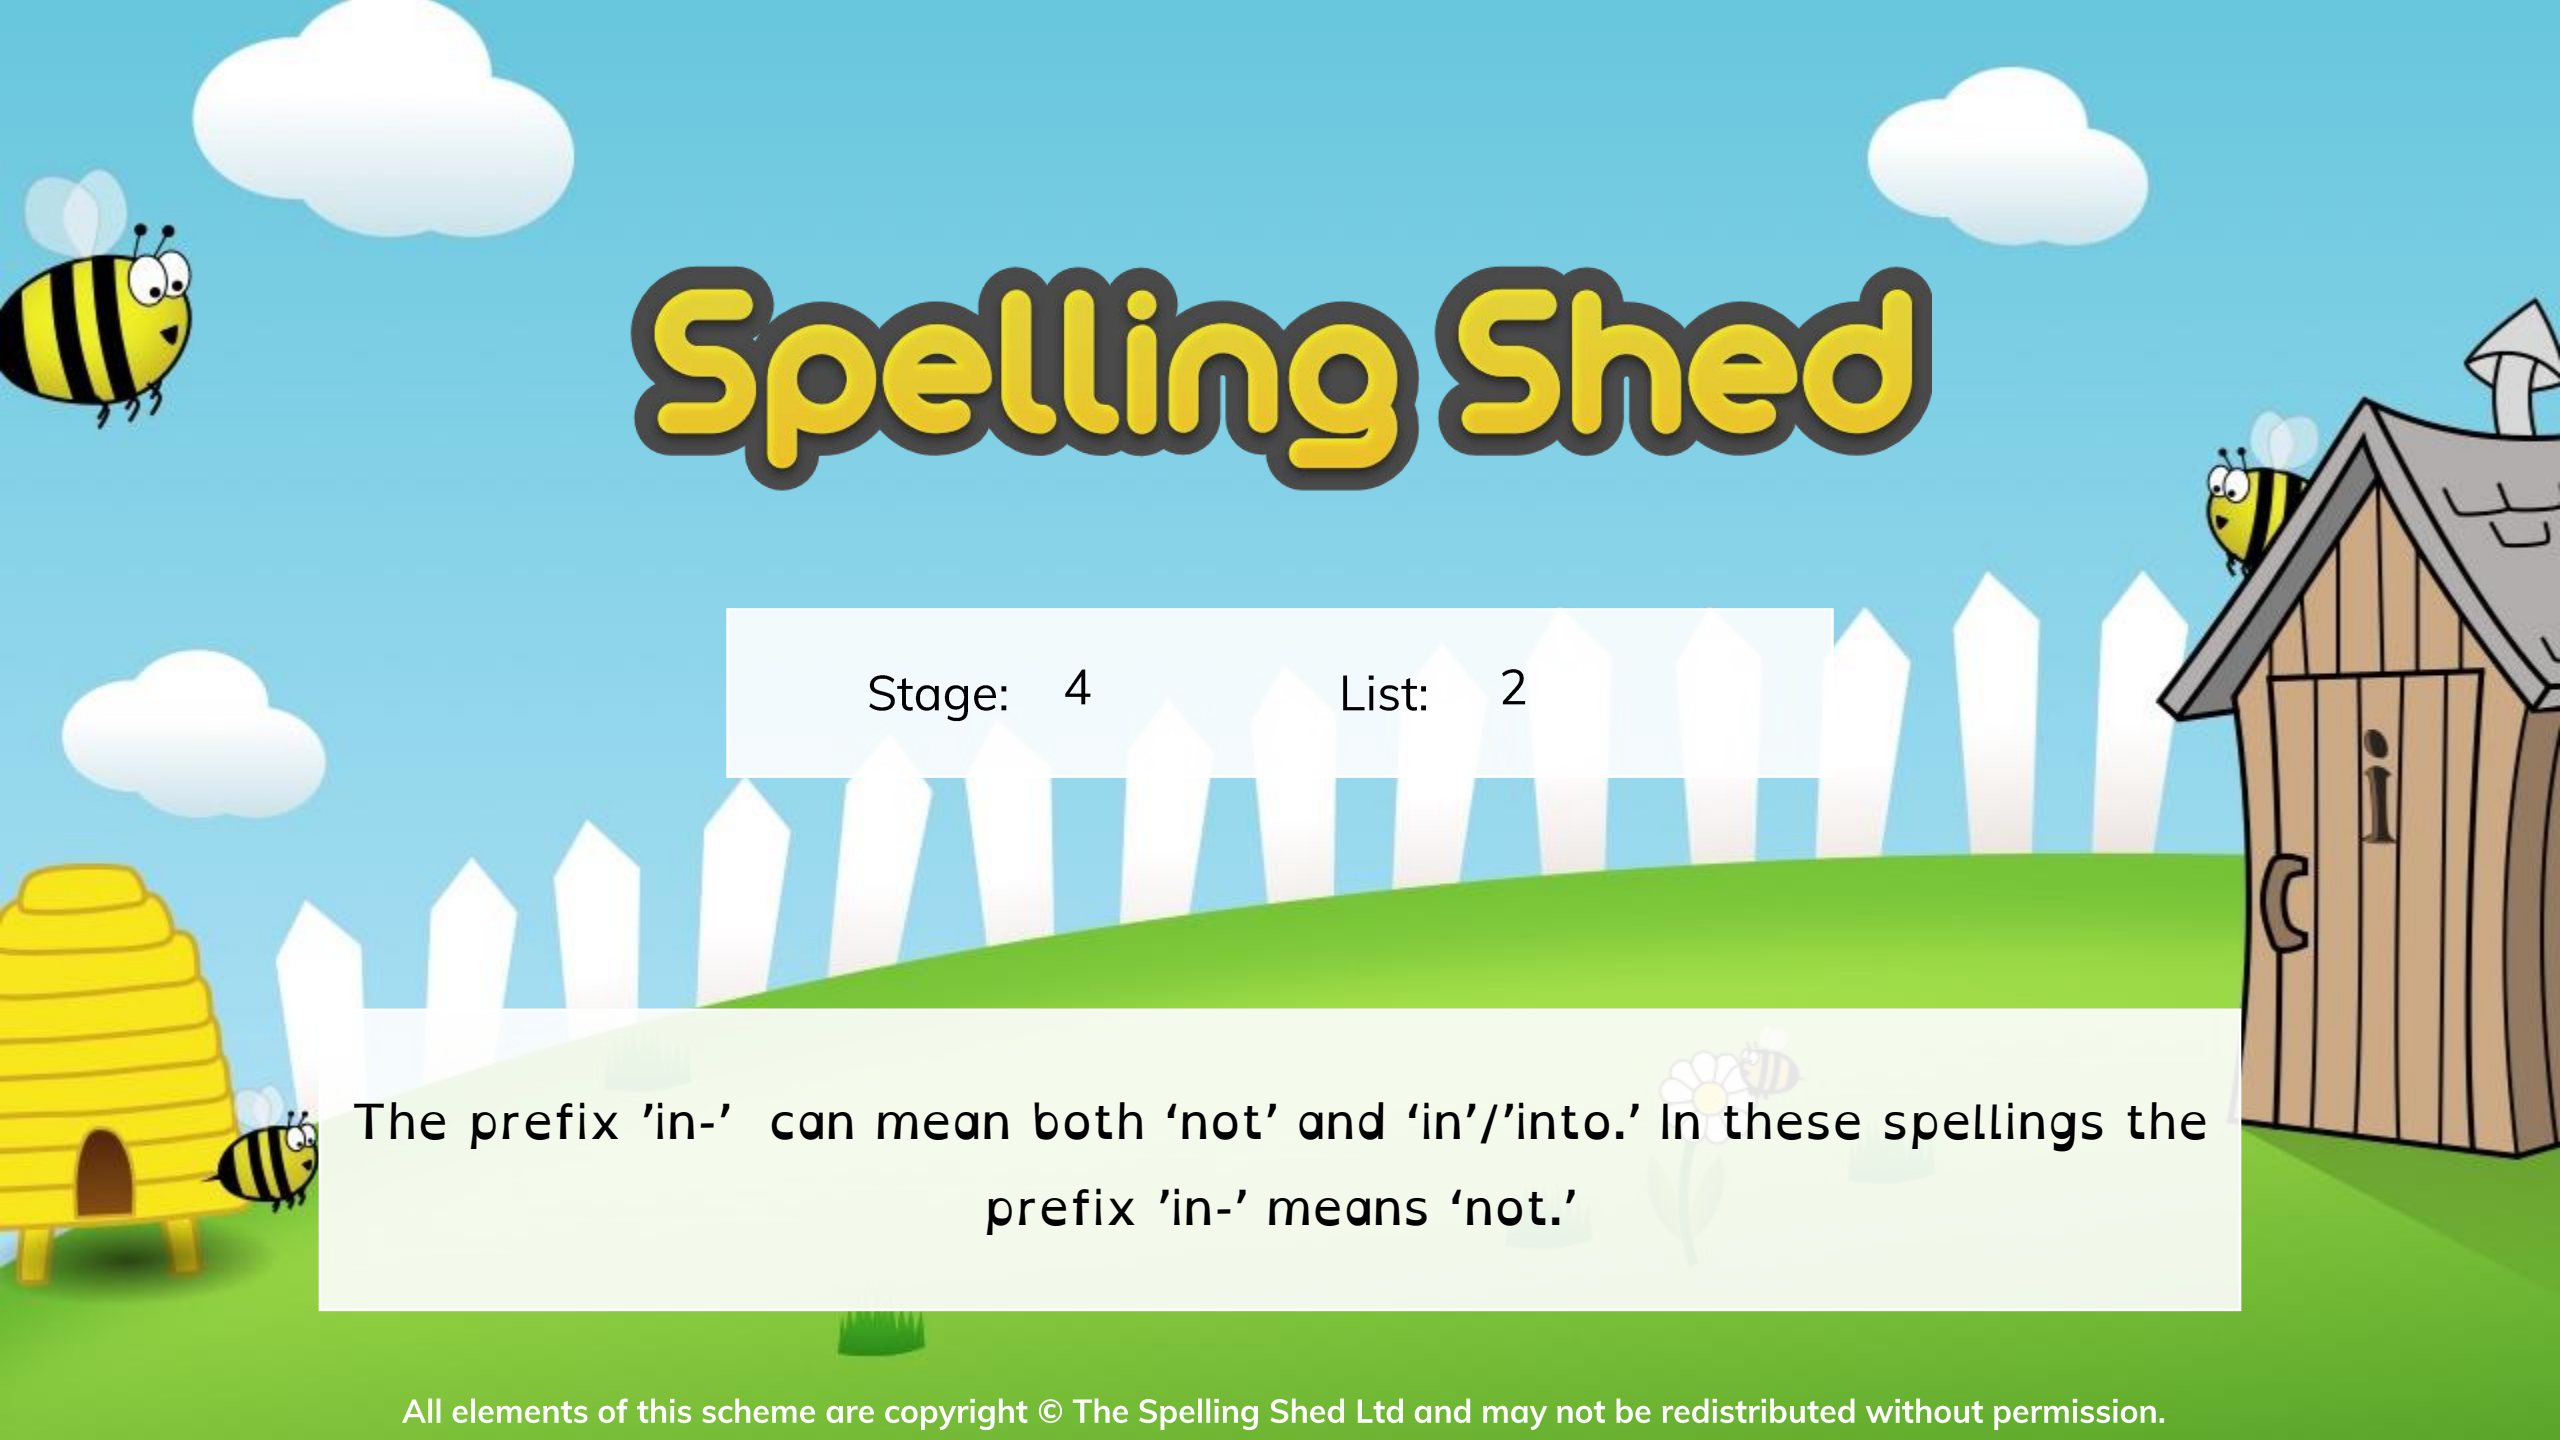 Spelling Shed
Stage: 4 List: 2
i
The prefix ’in-’  can mean both ‘not’ and ‘in’/’into.’ In these spellings the
prefix ’in-’ means ‘not.’
All elements of this scheme are copyright © The Spelling Shed Ltd and may not be redistributed without permission.